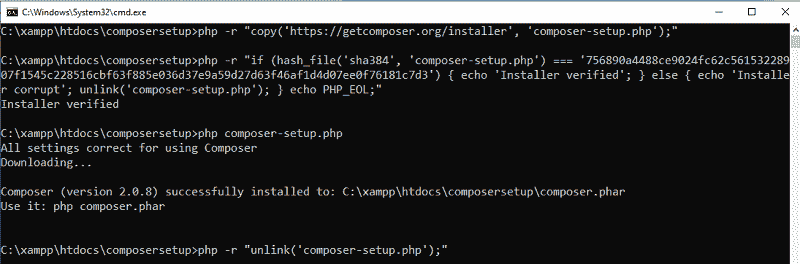 C:\Windows\System32\cmd.exe
C:\xampp\htdocs\composersetup>php -r "copy('https://getcomposer.org/installer', 'composer-setup.php');"
C:\xampp\htdocs\composersetup>php -r "if (hash_file('sha384', 'composer-setup.php') === '756890a4488ce9024fc62c561532289
07f1545c228516cbf63f885e036d37e9a59d27d63f46af1d4d07ee0f76181c7d3') { echo 'Installer verified'; } else { echo 'Installe
r corrupt'; unlink('composer-setup.php'); } echo PHP_EOL;"
Installer verified
C:\xampp\htdocs\composersetup>php composer-setup.php
All settings correct for using Composer
Downloading...
Composer (version 2.0.8) successfully installed to: C:\xampp\htdocs\composersetup\composer.phar
Use it: php composer.phar
C:\xampp\htdocs\composersetup>php -r "unlink('composer-setup.php');"